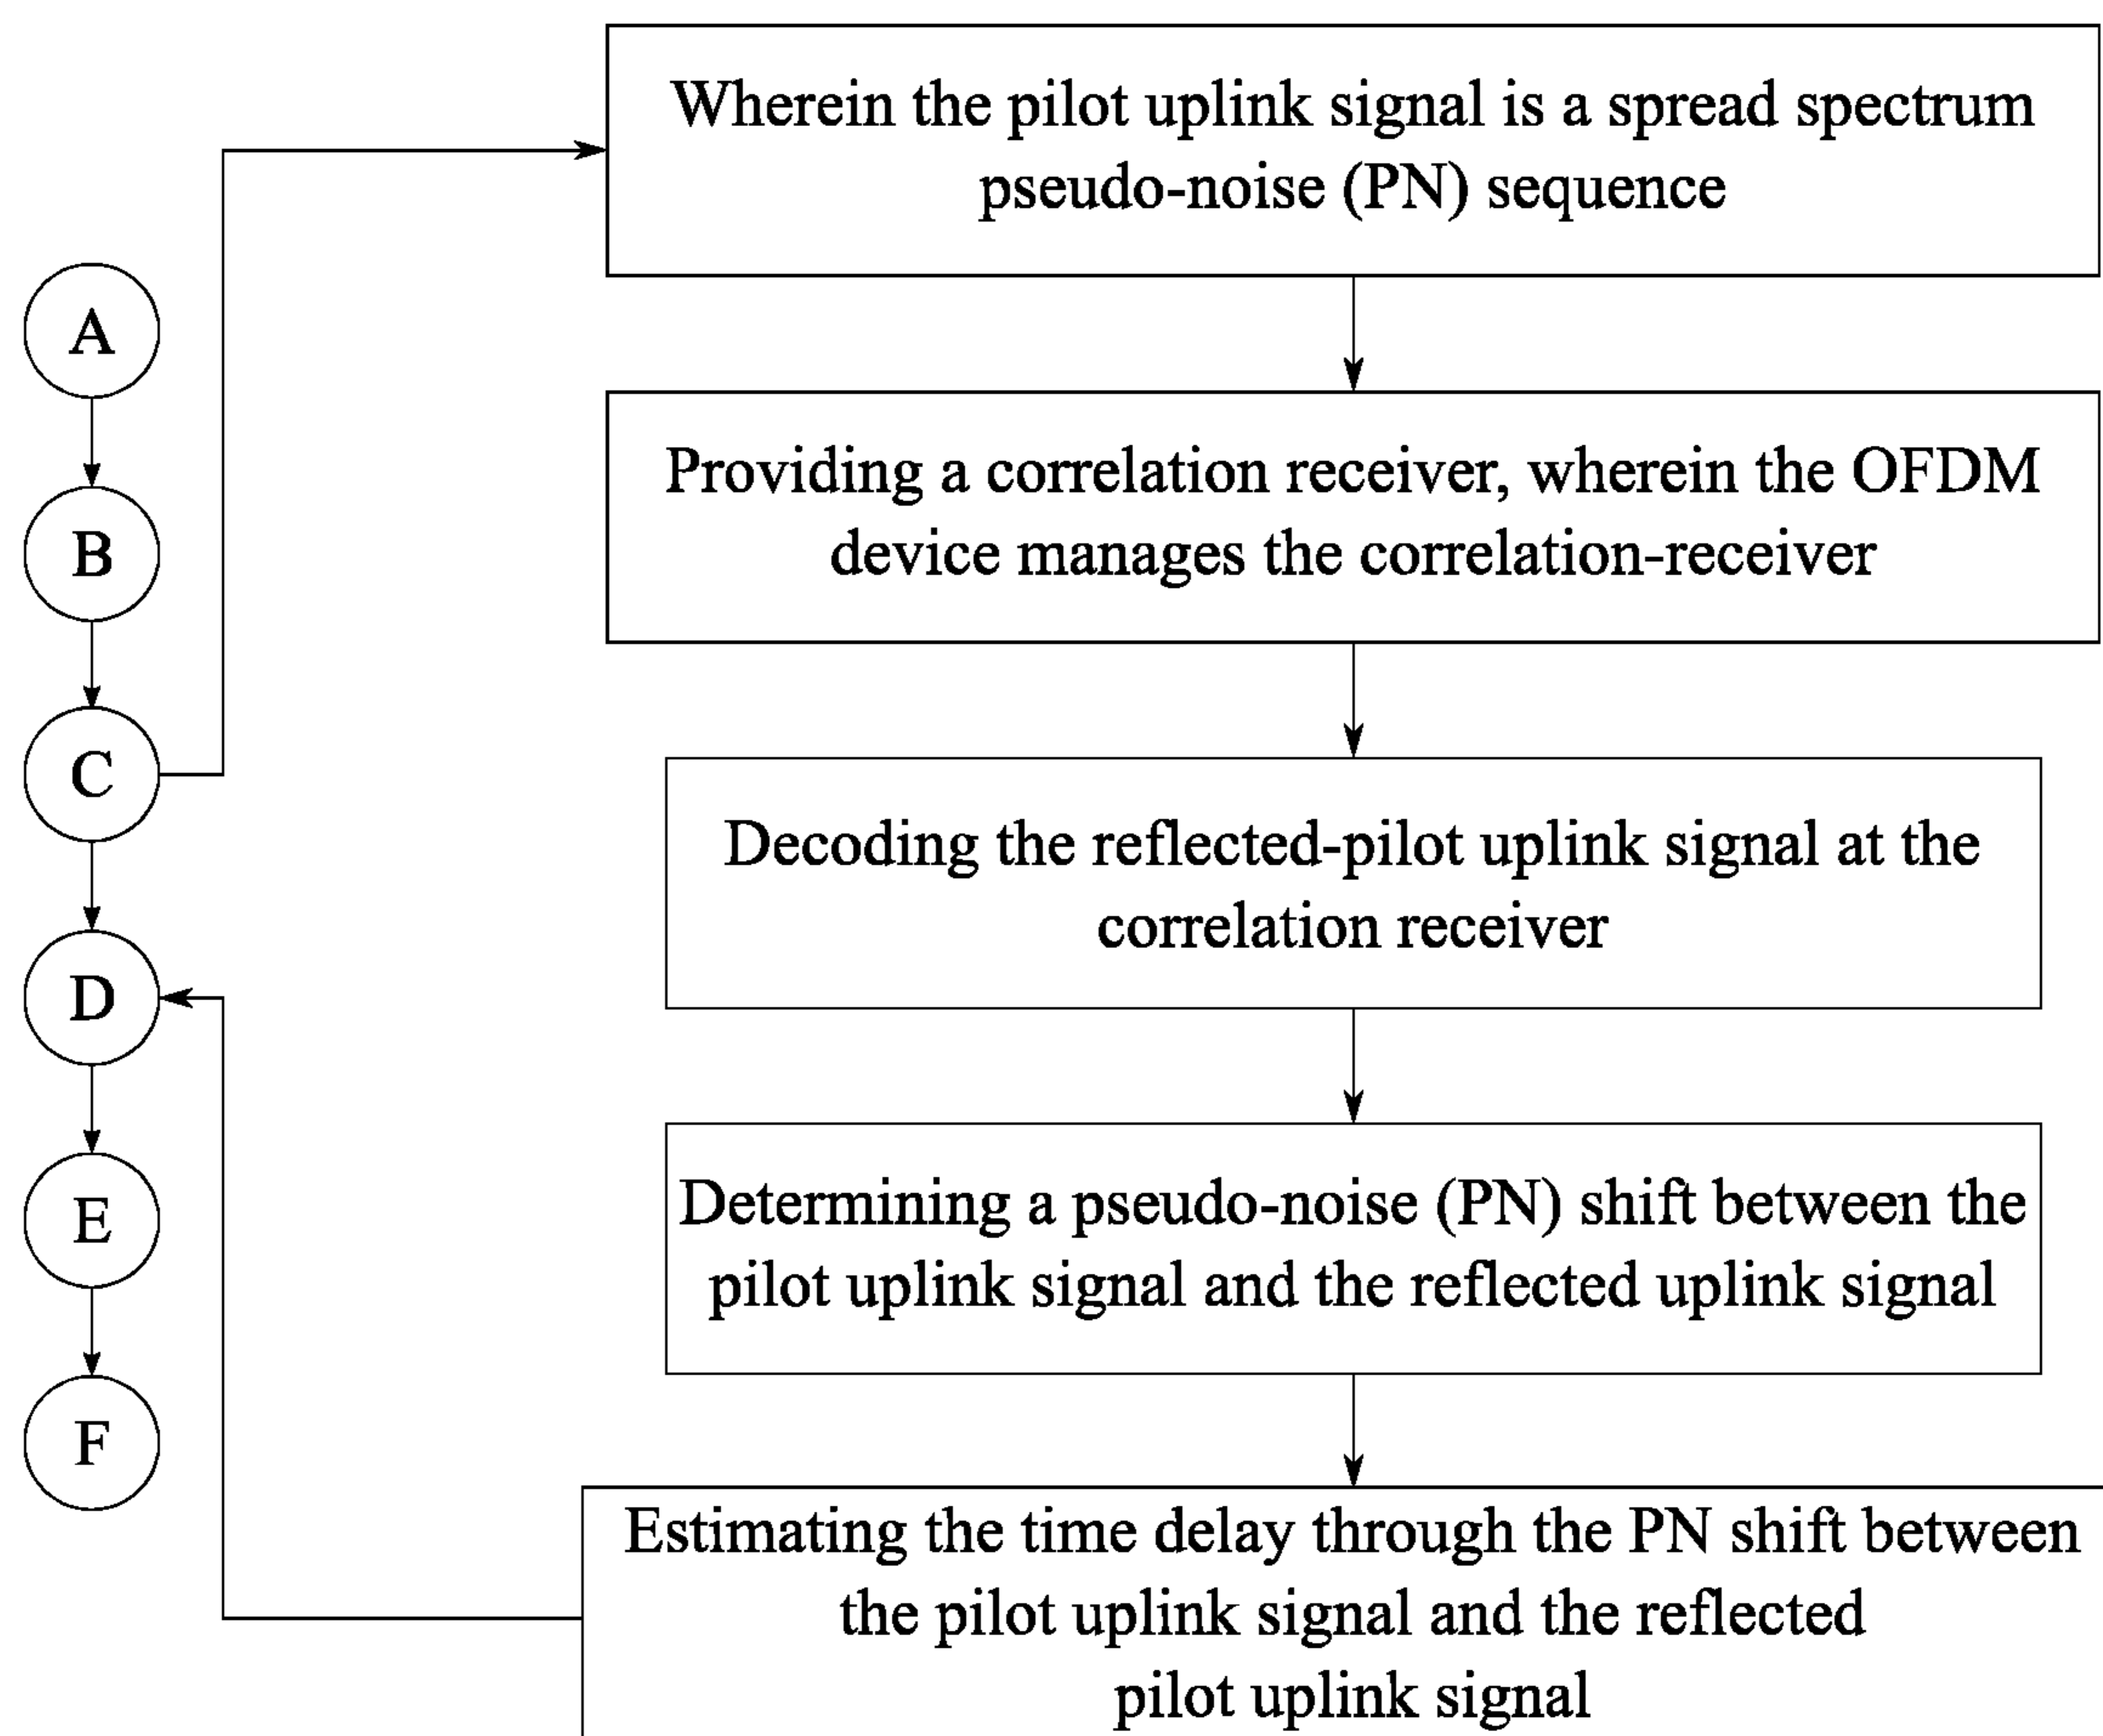 A
B
C
D
E
F
Wherein the pilot uplink signal is a spread spectrum
pseudo-noise (PN) sequence
Providing a correlation receiver, wherein the OFDM
device manages the correlation-receiver
Decoding the reflected-pilot uplink signal at the
correlation receiver
Determining a pseudo-noise (PN) shift between the
pilot uplink signal and the reflected uplink signal
Estimating the time delay through the PN shift between
the pilot uplink signal and the reflected
pilot uplink signal